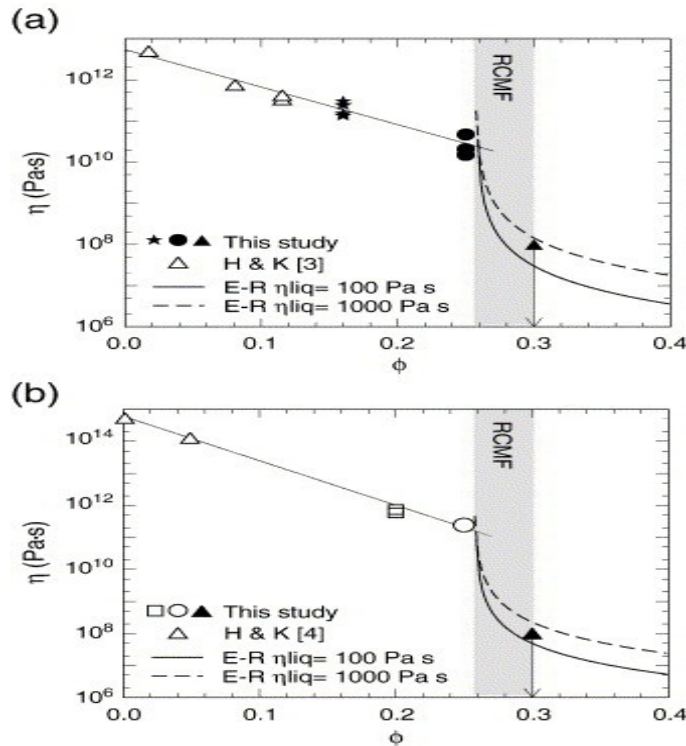 (a)
RCMF
10¹²
10¹⁰
10⁸
10⁶
η (Pa·s)
This study
H & K [3]
E-R ηliq= 100 Pa s
E-R ηliq= 1000 Pa s
0.0 0.1 0.2 0.3 0.4
ϕ
(b)
RCMF
10¹⁴
10¹²
10¹⁰
10⁸
10⁶
η (Pa·s)
This study
H & K [4]
E-R ηliq= 100 Pa s
E-R ηliq= 1000 Pa s
0.0 0.1 0.2 0.3 0.4
ϕ